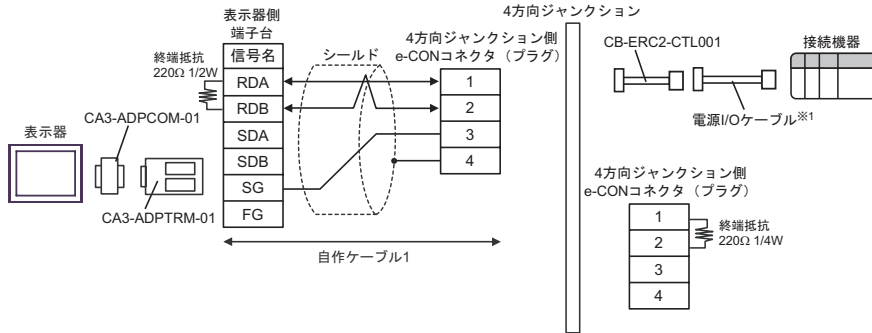 4方向ジャンクション
表示器側
端子台
信号名
RDA
RDB
SDA
SDB
SG
FG
終端抵抗
220Ω 1/2W
シールド
4方向ジャンクション側
e-CONコネクタ（プラグ）
1
2
3
4
表示器
CA3-ADPCOM-01
CA3-ADPTRM-01
自作ケーブル1
CB-ERC2-CTL001
接続機器
電源I/Oケーブル※1
4方向ジャンクション側
e-CONコネクタ（プラグ）
1
2
3
4
終端抵抗
220Ω 1/4W